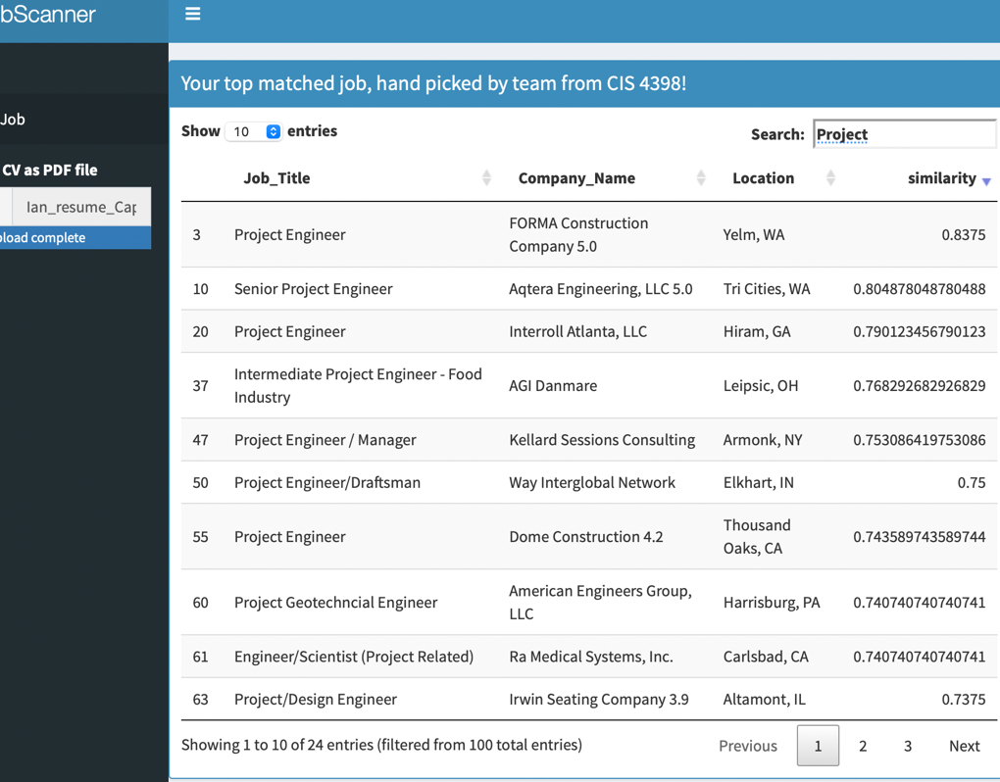 bScanner
Your top matched job, hand picked by team from CIS 4398!
Job
CV as PDF file
Ian_resume_Cap
pload complete
Show 10 entries
Search: Project
Job_Title Company_Name Location similarity
3 Project Engineer FORMA Construction Company 5.0 Yelm, WA 0.8375
10 Senior Project Engineer Aqtera Engineering, LLC 5.0 Tri Cities, WA 0.804878048780488
20 Project Engineer Interroll Atlanta, LLC Hiram, GA 0.790123456790123
37 Intermediate Project Engineer - Food Industry AGI Danmare Leipsic, OH 0.768292682926829
47 Project Engineer / Manager Kellard Sessions Consulting Armonk, NY 0.753086419753086
50 Project Engineer/Draftsman Way Interglobal Network Elkhart, IN 0.75
55 Project Engineer Dome Construction 4.2 Thousand Oaks, CA 0.743589743589744
60 Project Geotechncial Engineer American Engineers Group, LLC Harrisburg, PA 0.740740740740741
61 Engineer/Scientist (Project Related) Ra Medical Systems, Inc. Carlsbad, CA 0.740740740740741
63 Project/Design Engineer Irwin Seating Company 3.9 Altamont, IL 0.7375
Showing 1 to 10 of 24 entries (filtered from 100 total entries)
Previous 1 2 3 Next